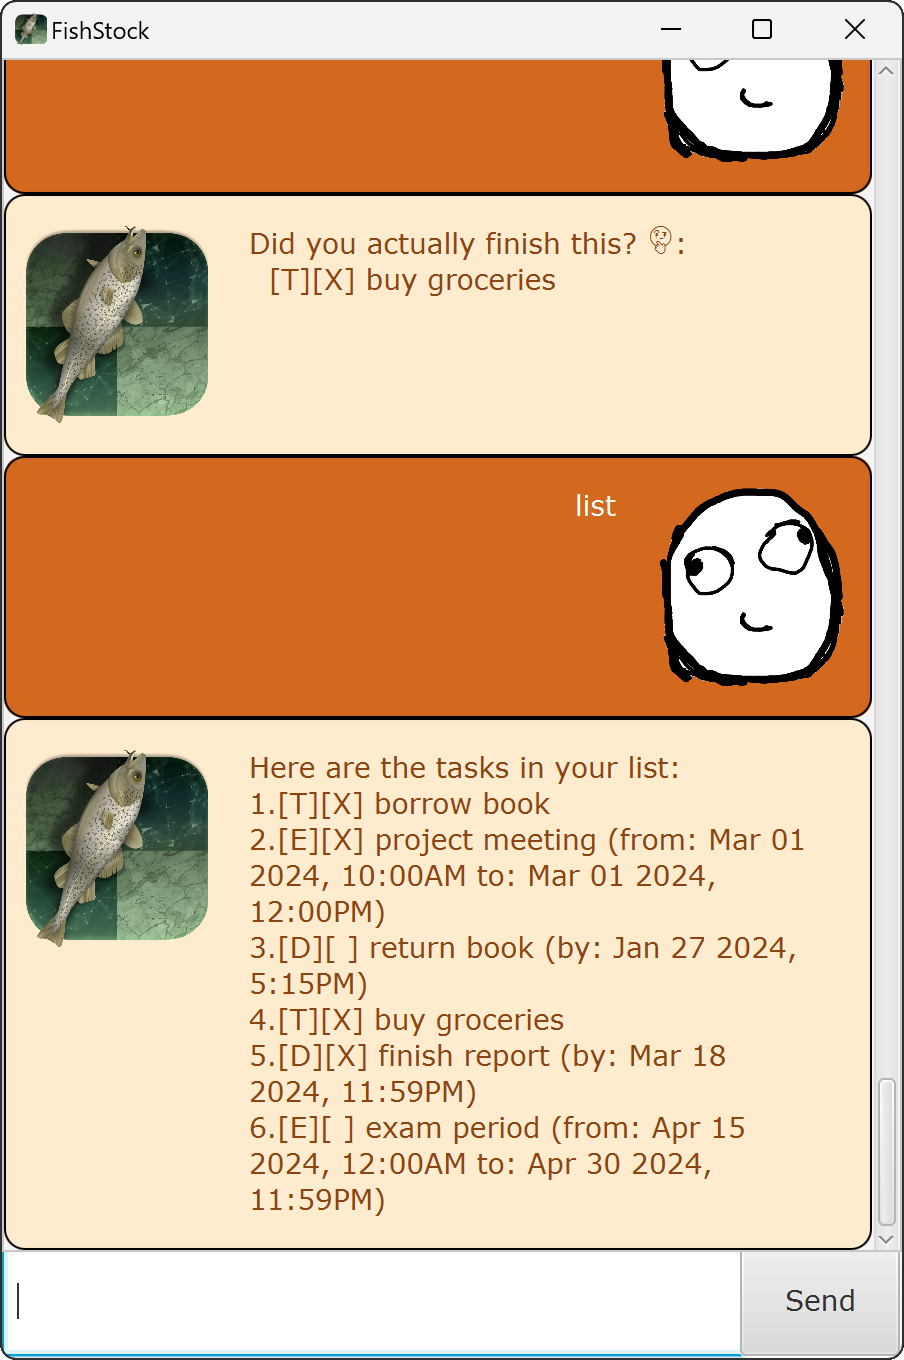 FishStock
Did you actually finish this? 🤔:
[T][X] buy groceries
list
Here are the tasks in your list:
1.[T][X] borrow book
2.[E][X] project meeting (from: Mar 01
2024, 10:00AM to: Mar 01 2024,
12:00PM)
3.[D][ ] return book (by: Jan 27 2024,
5:15PM)
4.[T][X] buy groceries
5.[D][X] finish report (by: Mar 18
2024, 11:59PM)
6.[E][ ] exam period (from: Apr 15
2024, 12:00AM to: Apr 30 2024,
11:59PM)
Send